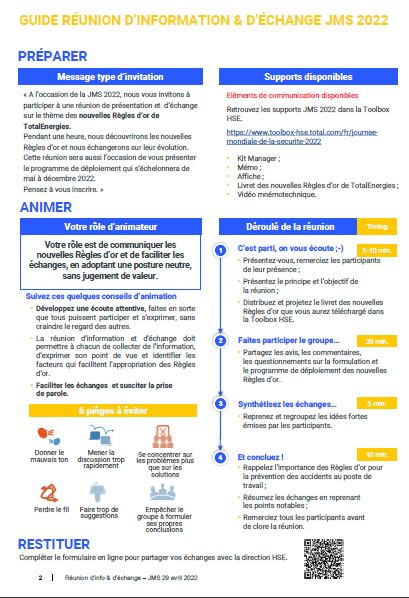 GUIDE RÉUNION D'INFORMATION & D'ÉCHANGE JMS 2022
PRÉPARER
Message type d'invitation
« A l'occasion de la JMS 2022, nous vous invitons à
participer à une réunion de présentation et d'échange
sur le thème des nouvelles Règles d'or de
TotalEnergies.
Pendant une heure, nous découvrirons les nouvelles
Règles d'or et nous échangerons sur leur évolution.
Cette réunion sera aussi l'occasion de vous présenter
le programme de déploiement qui s'échelonnera de
mai à décembre 2022.
Pensez à vous inscrire. »
Supports disponibles
Eléments de communication disponibles
Retrouvez les supports JMS 2022 dans la Toolbox
HSE.
https://www.toolbox-hse.total.com/fr/journee-
mondiale-de-la-securite-2022
• Kit Manager ;
• Mémo ;
• Affiche ;
• Livret des nouvelles Règles d'or de TotalEnergies ;
• Vidéo mnémotechnique.
ANIMER
Votre rôle d'animateur
Votre rôle est de communiquer les
nouvelles Règles d'or et de faciliter les
échanges, en adoptant une posture neutre,
sans jugement de valeur.
Suivez ces quelques conseils d'animation
• Développez une écoute attentive, faites en sorte
que tous puissent participer et s'exprimer, sans
craindre le regard des autres.
• La réunion d'information et d'échange doit
permettre à chacun de collecter de l'information,
d'exprimer son point de vue et identifier les
facteurs qui facilitent l'appropriation des Règles
d'or.
• Faciliter les échanges et susciter la prise
de parole.
6 pièges à éviter
Donner le
mauvais ton
Mener la
discussion trop
rapidement
Se concentrer sur
les problèmes plus
que sur les
solutions
Perdre le fil
Faire trop de
suggestions
Empêcher le
groupe à formuler
ses propres
conclusions
Déroulé de la réunion
Timing
1
C'est parti, on vous écoute ;-)
5-10 min.
• Présentez-vous, remerciez les participants
de leur présence ;
• Présentez le principe et l'objectif de
la réunion ;
• Distribuez et projetez le livret des nouvelles
Règles d'or que vous aurez téléchargé dans
la Toolbox HSE.
2
Faites participer le groupe...
20 min.
• Partagez les avis, les commentaires,
les questionnements sur la formulation et
le programme de déploiement des nouvelles
Règles d'or.
3
Synthétisez les échanges...
5 min.
• Reprenez et regroupez les idées fortes
émises par les participants.
4
Et concluez !
10 min.
• Rappelez l'importance des Règles d'or pour
la prévention des accidents au poste de
travail ;
• Résumez les échanges en reprenant
les points notables ;
• Remerciez tous les participants avant
de clore la réunion.
RESTITUER
Compléter le formulaire en ligne pour partager vos échanges avec la direction HSE.
2 | Réunion d'info & d'échange – JMS 29 avril 2022